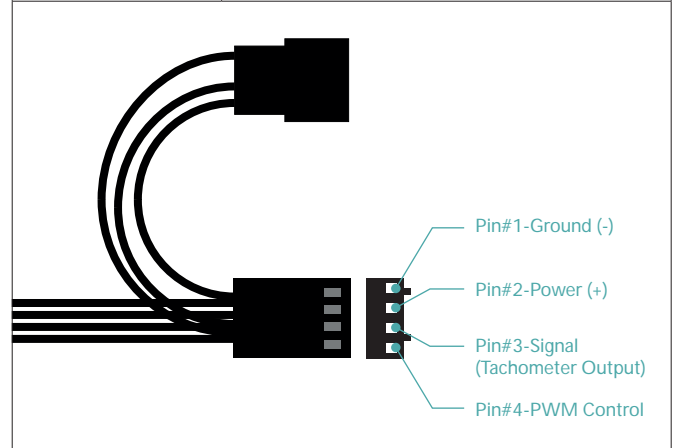 Pin#1-Ground (-)
Pin#2-Power (+)
Pin#3-Signal
(Tachometer Output)
Pin#4-PWM Control